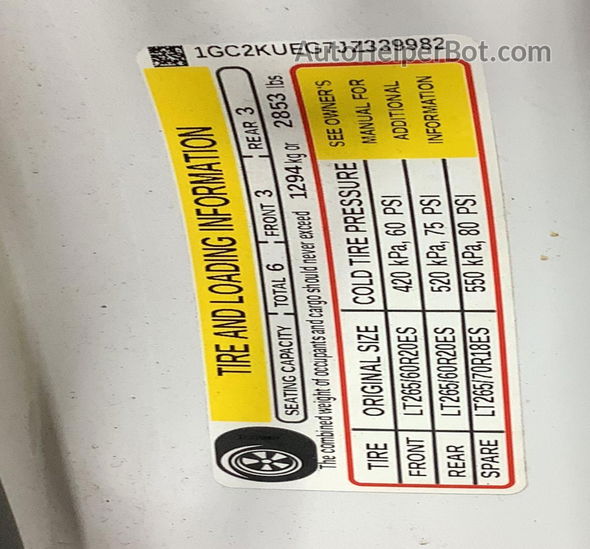 AutoHelperBot.com
1GC2KUEG7JZ339982
TIRE AND LOADING INFORMATION
SEATING CAPACITY TOTAL 6 FRONT 3 REAR 3
The combined weight of occupants and cargo should never exceed 1294 kg or 2853 lbs
TIRE ORIGINAL SIZE COLD TIRE PRESSURE
FRONT LT265/60R20ES 420 kPa, 60 PSI
REAR LT265/60R20ES 520 kPa, 75 PSI
SPARE LT265/70R18ES 550 kPa, 80 PSI
SEE OWNER'S
MANUAL FOR
ADDITIONAL
INFORMATION